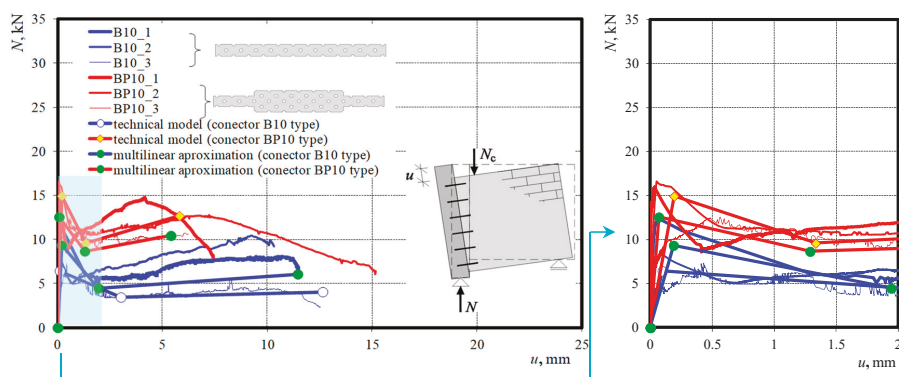 N, kN
35
30
25
20
15
10
5
0
B10_1
B10_2
B10_3
BP10_1
BP10_2
BP10_3
technical model (conector B10 type)
technical model (conector BP10 type)
multilinear aproximation (conector B10 type)
multilinear aproximation (conector BP10 type)
u
Nc
N
0 5 10 15 20 25
u, mm
N, kN
35
30
25
20
15
10
5
0
0 0.5 1 1.5 2
u, mm